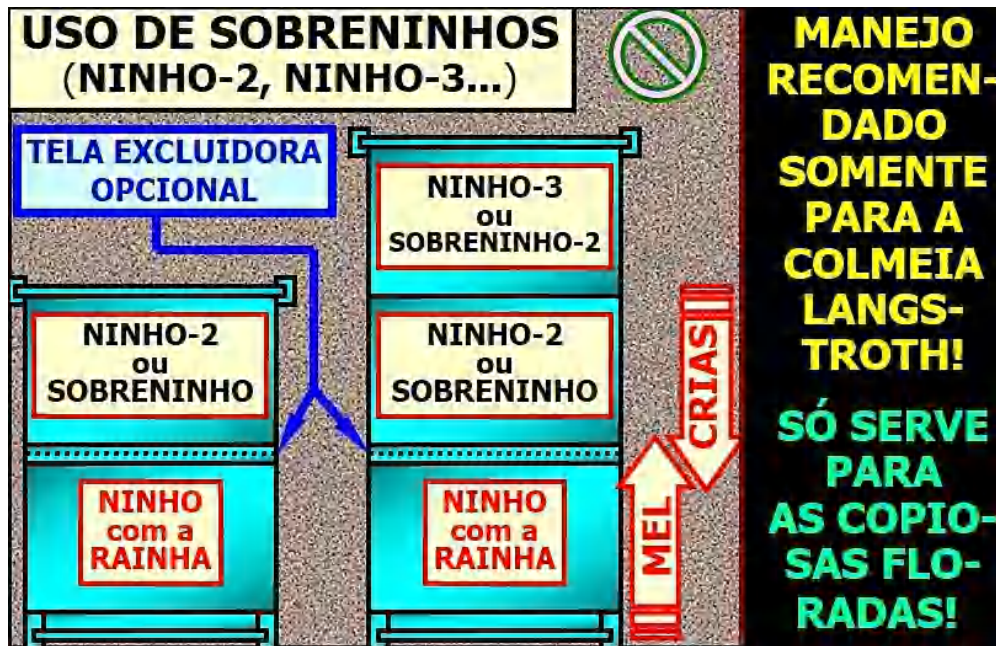 USO DE SOBRENINHOS
(NINHO-2, NINHO-3...)
TELA EXCLUIDORA
OPCIONAL
NINHO-2
ou
SOBRENINHO
NINHO
com a
RAINHA
NINHO-3
ou
SOBRENINHO-2
NINHO-2
ou
SOBRENINHO
NINHO
com a
RAINHA
CRIAS
MEL
MANEJO
RECOMEN-
DADO
SOMENTE
PARA A
COLMEIA
LANGS-
TROTH!
SÓ SERVE
PARA
AS COPIO-
SAS FLO-
RADAS!